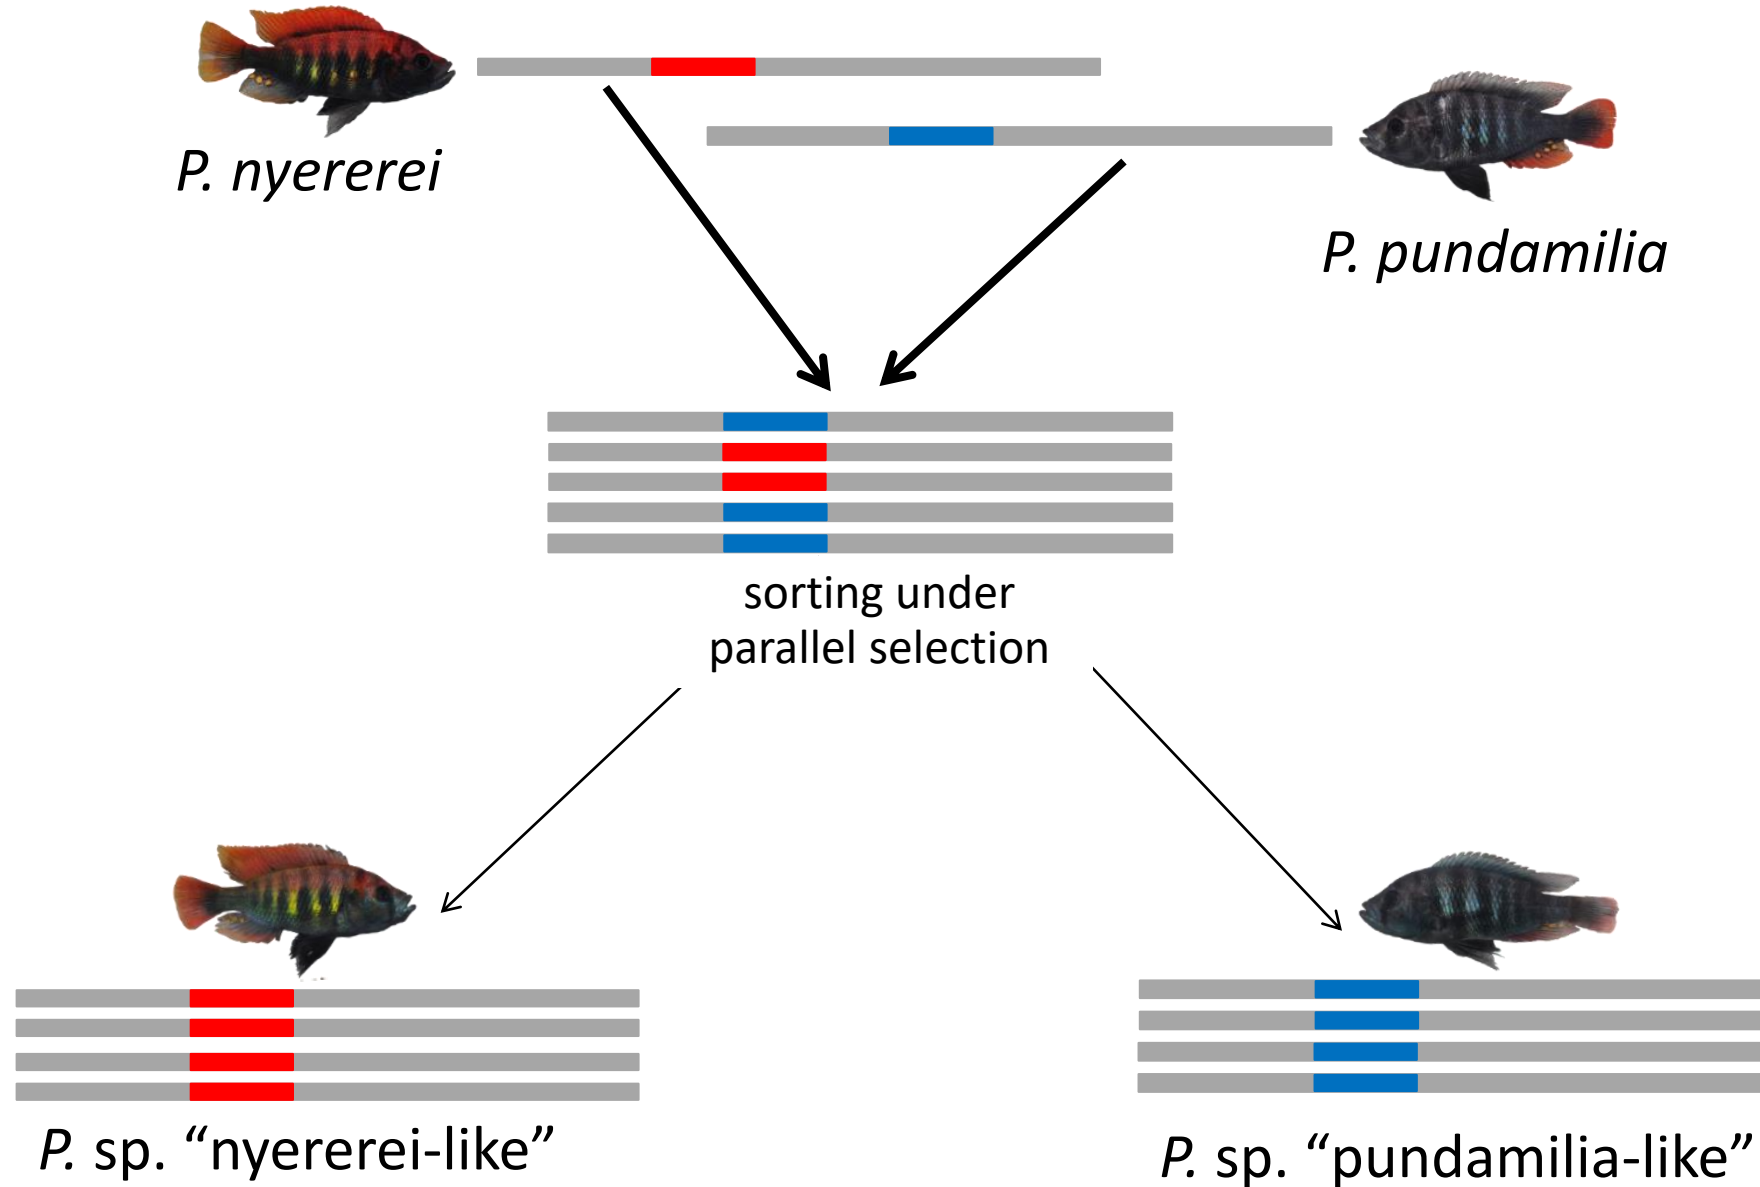 P. nyererei
P. pundamilia
sorting under
parallel selection
P. sp. “nyererei-like”
P. sp. “pundamilia-like”